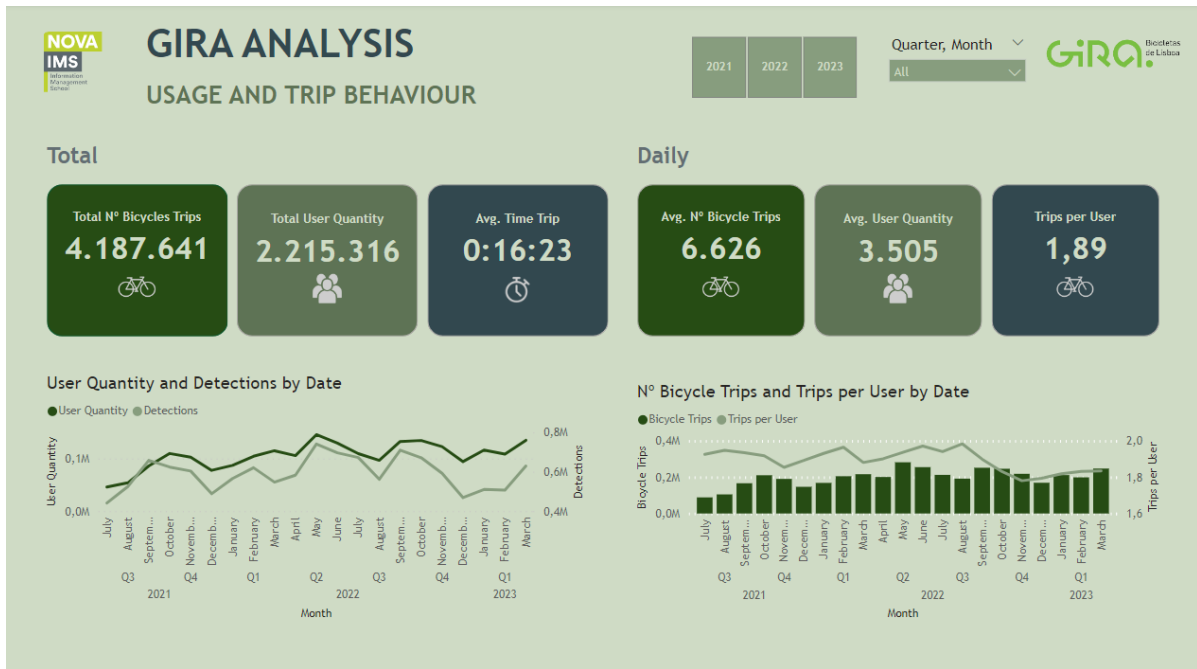 NOVA
IMS
Information
Management
School
GIRA ANALYSIS
USAGE AND TRIP BEHAVIOUR
2021
2022
2023
Quarter, Month
All
GIRA.
Bicicletas
de Lisboa
Total
Total Nº Bicycles Trips
4.187.641
Total User Quantity
2.215.316
Avg. Time Trip
0:16:23
Daily
Avg. Nº Bicycle Trips
6.626
Avg. User Quantity
3.505
Trips per User
1,89
User Quantity and Detections by Date
User Quantity Detections
User Quantity
0,1M
0,0M
0,8M
0,6M
0,4M
Detections
July August Septem... October Novemb... Decemb... January February March April May June July August Septem... October Novemb... Decemb... January February March
Q3 Q4 Q1 Q2 Q3 Q4 Q1
2021 2022 2023
Month
Nº Bicycle Trips and Trips per User by Date
Bicycle Trips Trips per User
Bicycle Trips
0,4M
0,2M
0,0M
2,0
1,8
1,6
Trips per User
July August Septem... October Novem... Decem... January February March April May June July August Septem... October Novem... Decem... January February March
Q3 Q4 Q1 Q2 Q3 Q4 Q1
2021 2022 2023
Month